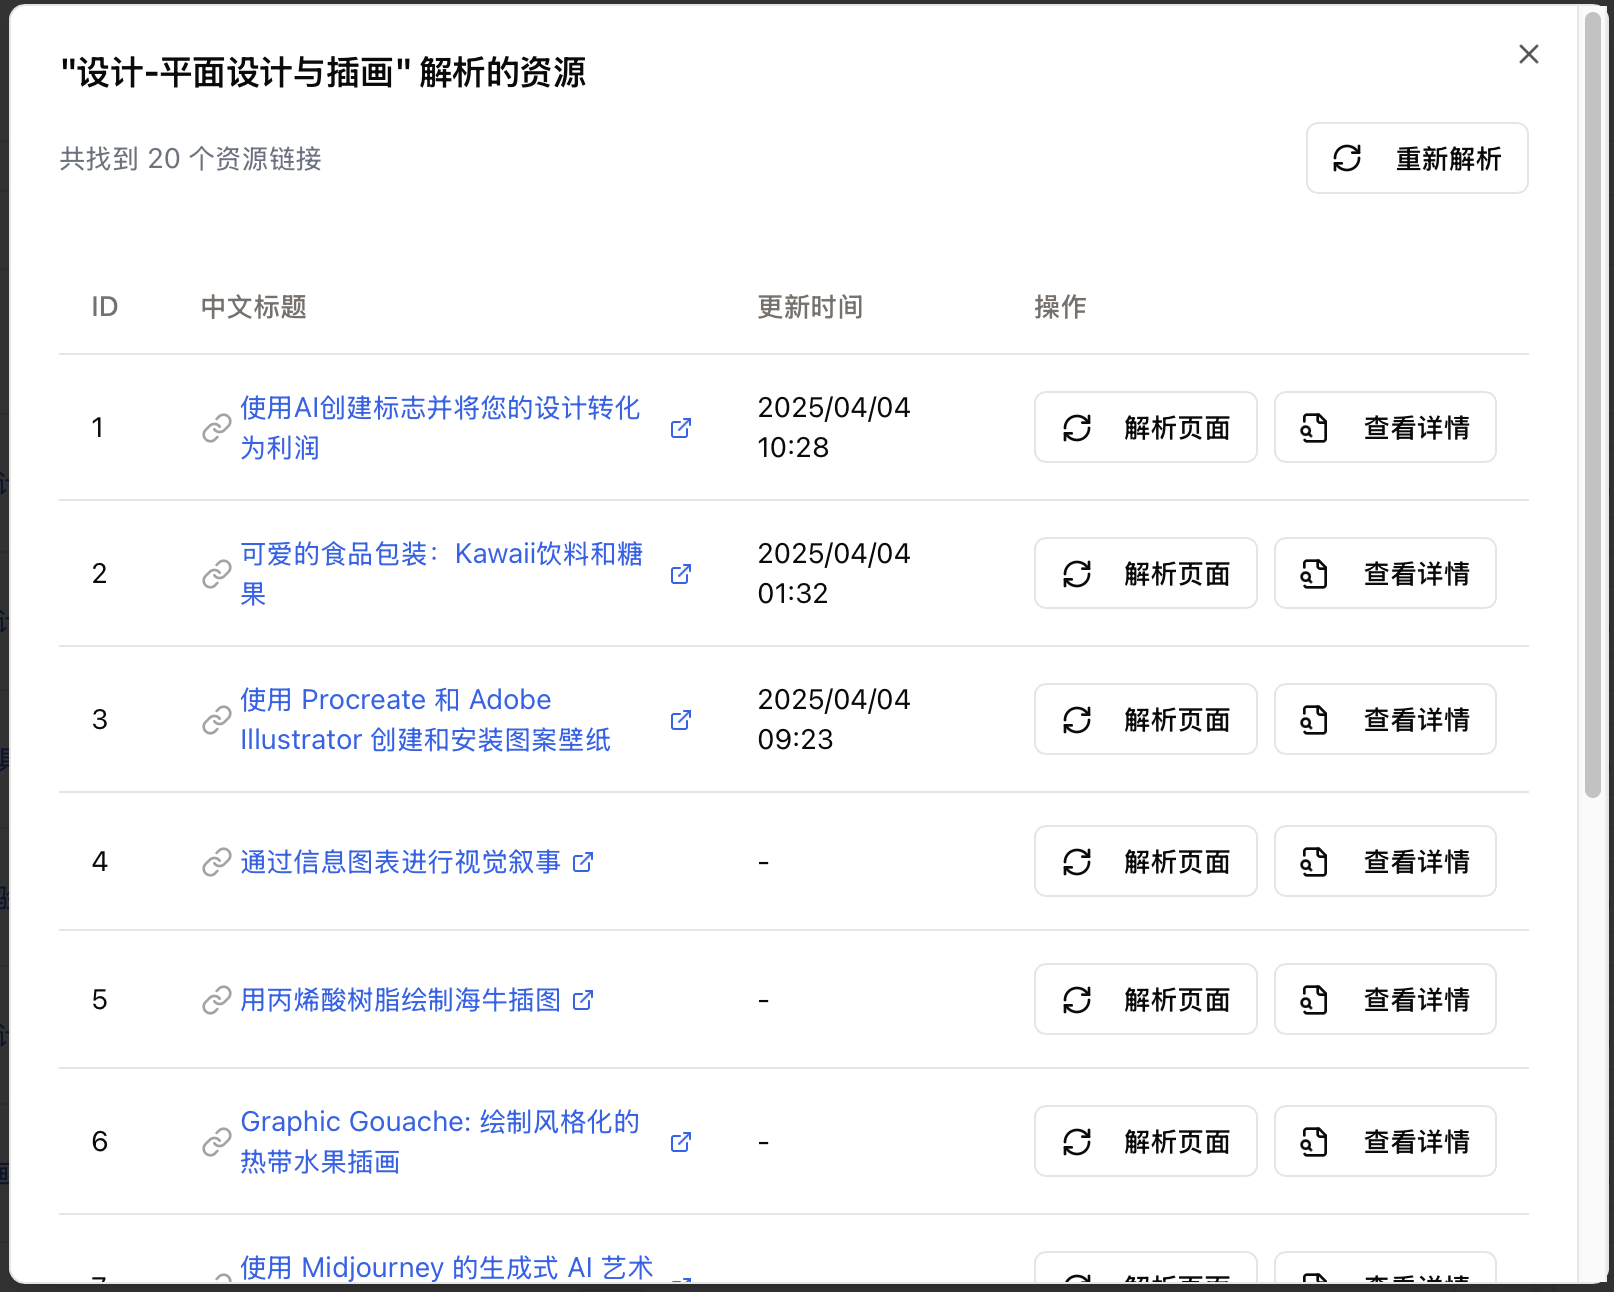 "设计-平面设计与插画" 解析的资源
共找到 20 个资源链接
重新解析
ID 中文标题 更新时间 操作
1
使用AI创建标志并将您的设计转化
为利润
2025/04/04
10:28
解析页面
查看详情
2
可爱的食品包装：Kawaii饮料和糖
果
2025/04/04
01:32
解析页面
查看详情
3
使用 Procreate 和 Adobe
Illustrator 创建和安装图案壁纸
2025/04/04
09:23
解析页面
查看详情
4
通过信息图表进行视觉叙事
-
解析页面
查看详情
5
用丙烯酸树脂绘制海牛插图
-
解析页面
查看详情
6
Graphic Gouache: 绘制风格化的
热带水果插画
-
解析页面
查看详情
使用 Midjourney 的生成式 AI 艺术